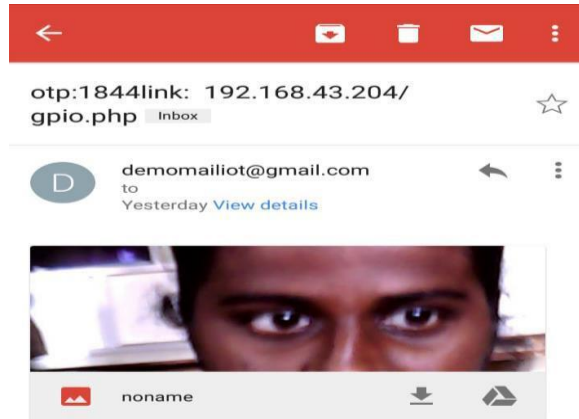 otp:1844link: 192.168.43.204/
gpio.php Inbox
D
demomailiot@gmail.com
to
Yesterday View details
noname